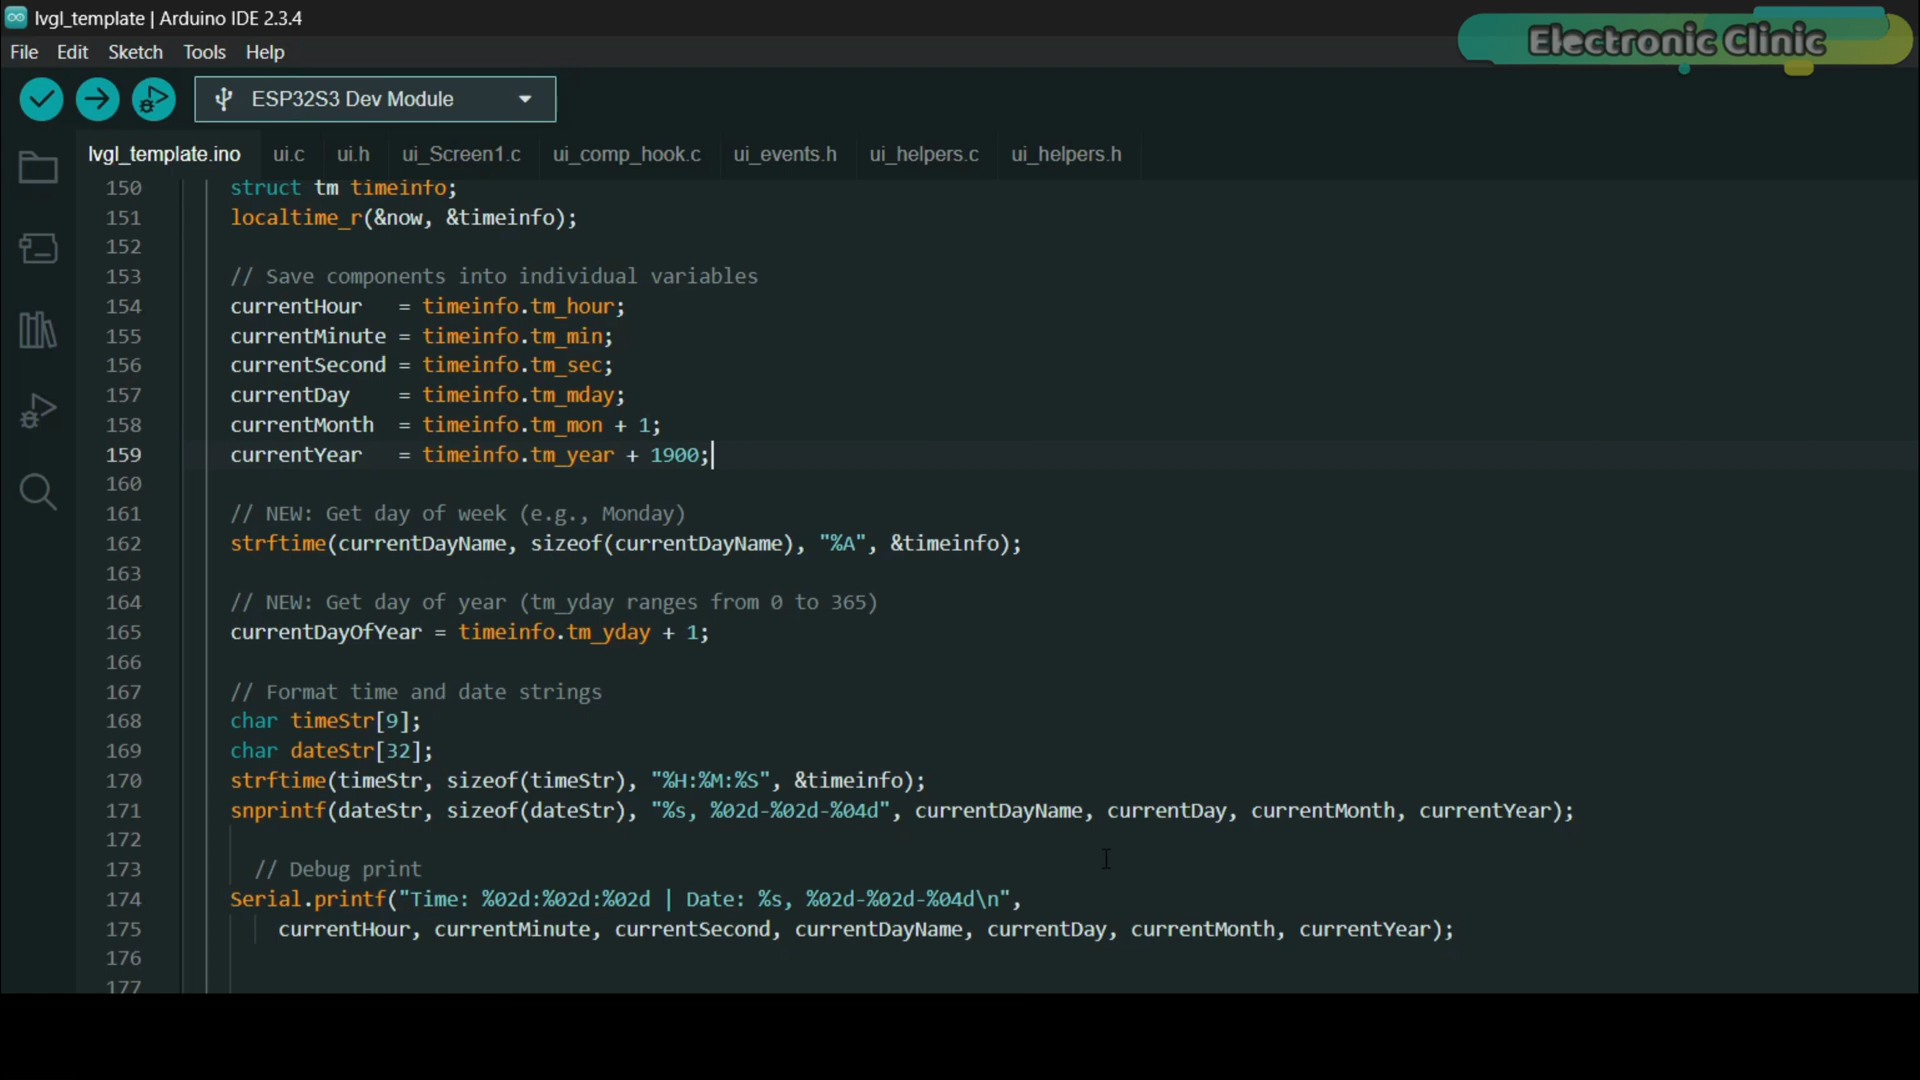 lvgl_template | Arduino IDE 2.3.4
Electronic Clinic
File Edit Sketch Tools Help
ESP32S3 Dev Module
lvgl_template.ino ui.c ui.h ui_Screen1.c ui_comp_hook.c ui_events.h ui_helpers.c ui_helpers.h
150 struct tm timeinfo;
151 localtime_r(&now, &timeinfo);
152
153 // Save components into individual variables
154 currentHour   = timeinfo.tm_hour;
155 currentMinute = timeinfo.tm_min;
156 currentSecond = timeinfo.tm_sec;
157 currentDay    = timeinfo.tm_mday;
158 currentMonth  = timeinfo.tm_mon + 1;
159 currentYear   = timeinfo.tm_year + 1900;
160
161 // NEW: Get day of week (e.g., Monday)
162 strftime(currentDayName, sizeof(currentDayName), "%A", &timeinfo);
163
164 // NEW: Get day of year (tm_yday ranges from 0 to 365)
165 currentDayOfYear = timeinfo.tm_yday + 1;
166
167 // Format time and date strings
168 char timeStr[9];
169 char dateStr[32];
170 strftime(timeStr, sizeof(timeStr), "%H:%M:%S", &timeinfo);
171 snprintf(dateStr, sizeof(dateStr), "%s, %02d-%02d-%04d", currentDayName, currentDay, currentMonth, currentYear);
172
173   // Debug print
174 Serial.printf("Time: %02d:%02d:%02d | Date: %s, %02d-%02d-%04d\n",
175     currentHour, currentMinute, currentSecond, currentDayName, currentDay, currentMonth, currentYear);
176
177